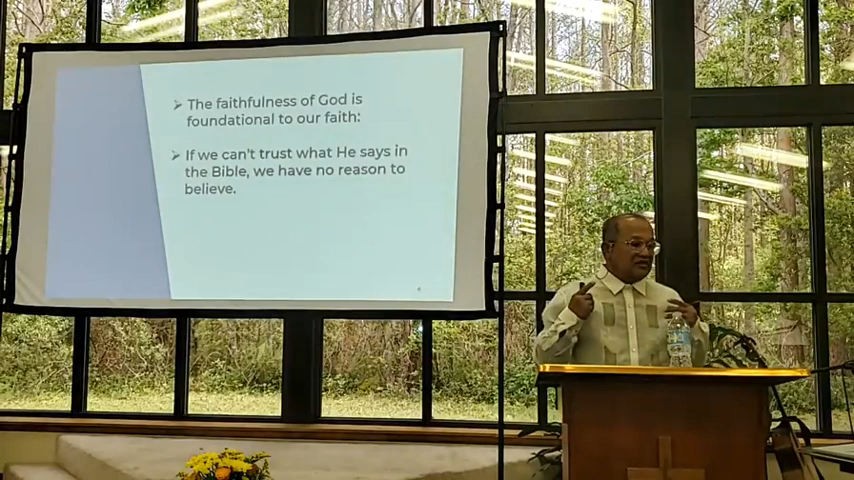 ➤ The faithfulness of God is
foundational to our faith:
➤ If we can't trust what He says in
the Bible, we have no reason to
believe.